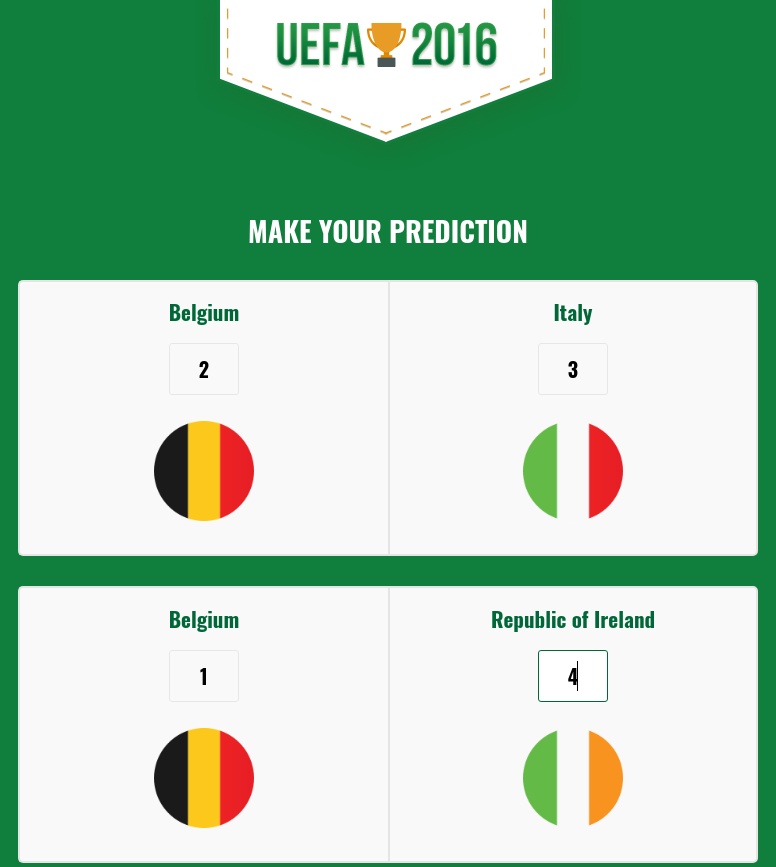 UEFA 2016
MAKE YOUR PREDICTION
Belgium Italy
2 3
Belgium Republic of Ireland
1 4